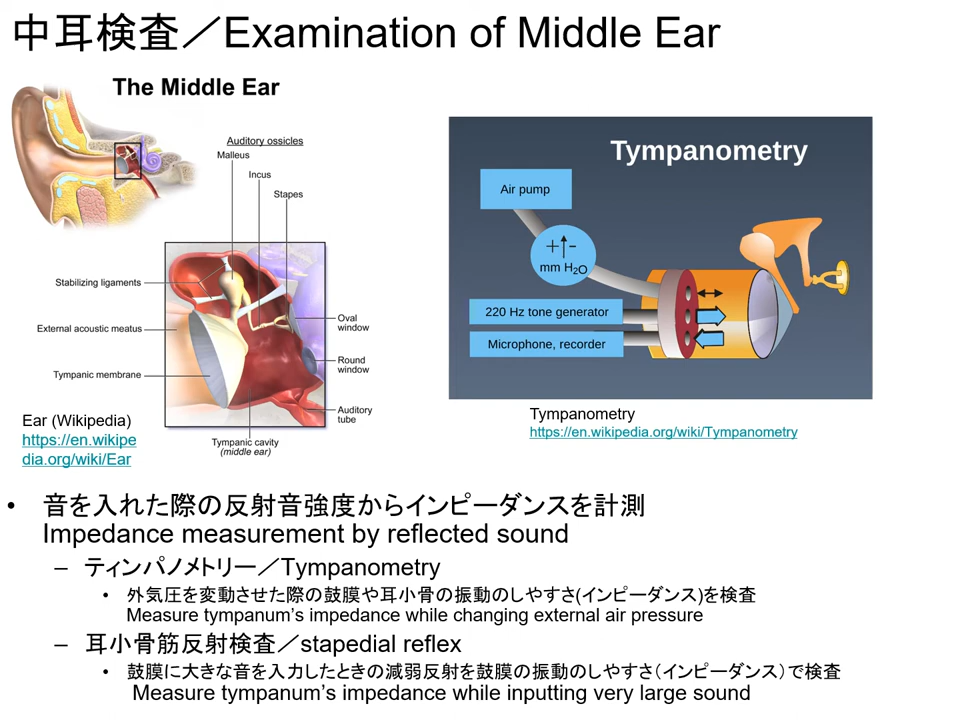 中耳検査／Examination of Middle Ear
The Middle Ear
Auditory ossicles
Malleus
Incus
Stapes
Stabilizing ligaments
External acoustic meatus
Tympanic membrane
Oval
window
Round
window
Auditory
tube
Tympanic cavity
(middle ear)
Ear (Wikipedia)
https://en.wikipe
dia.org/wiki/Ear
Tympanometry
Air pump
+↑-
mm H₂O
220 Hz tone generator
Microphone, recorder
Tympanometry
https://en.wikipedia.org/wiki/Tympanometry
• 音を入れた際の反射音強度からインピーダンスを計測
Impedance measurement by reflected sound
– ティンパノメトリー／Tympanometry
• 外気圧を変動させた際の鼓膜や耳小骨の振動のしやすさ(インピーダンス)を検査
Measure tympanum’s impedance while changing external air pressure
– 耳小骨筋反射検査／stapedial reflex
• 鼓膜に大きな音を入力したときの減弱反射を鼓膜の振動のしやすさ（インピーダンス）で検査
Measure tympanum’s impedance while inputting very large sound